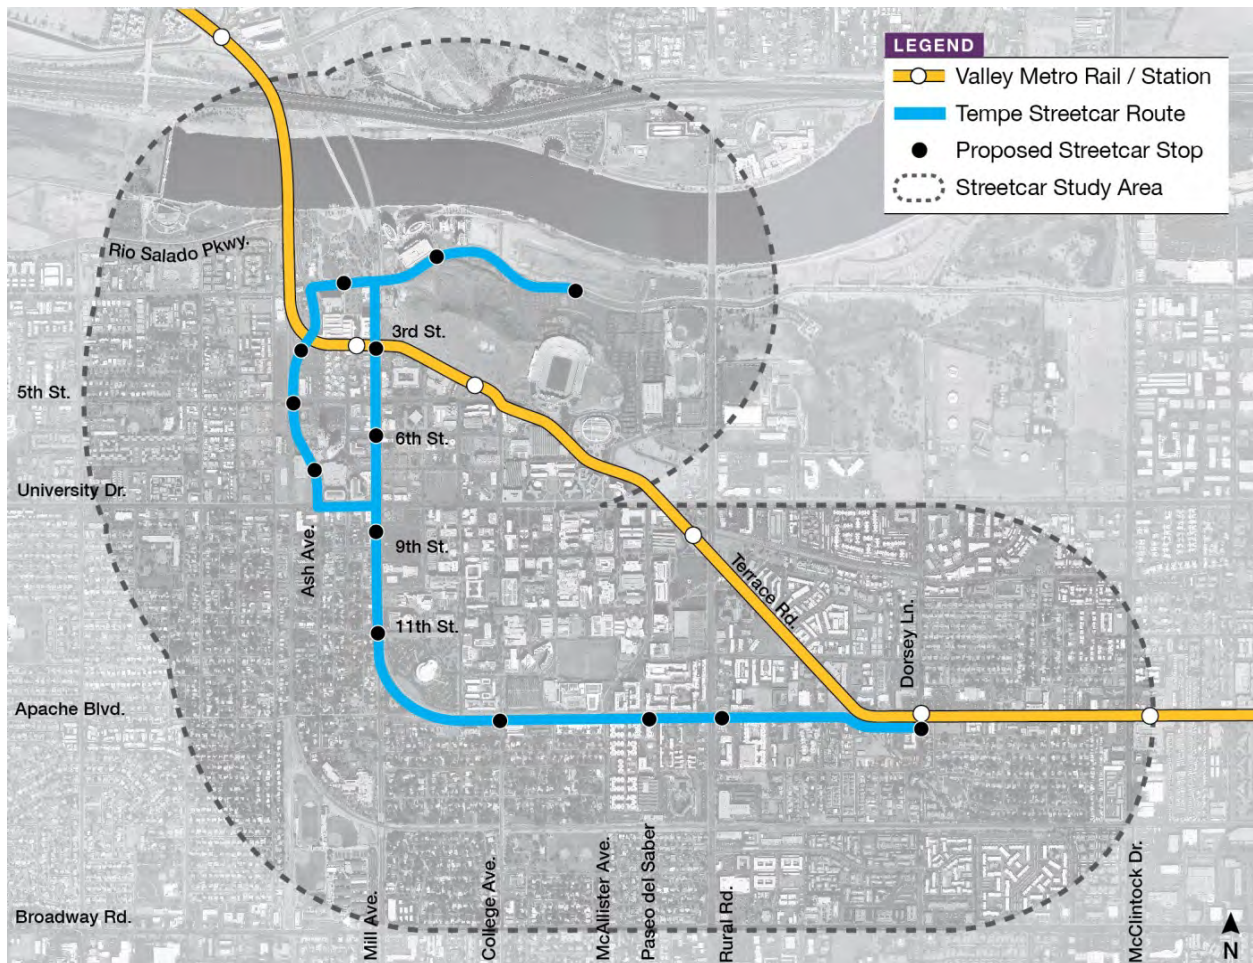 LEGEND
Valley Metro Rail / Station
Tempe Streetcar Route
Proposed Streetcar Stop
Streetcar Study Area
Rio Salado Pkwy.
3rd St.
5th St.
6th St.
University Dr.
Ash Ave.
9th St.
Terrace Rd.
11th St.
Dorsey Ln.
Apache Blvd.
Broadway Rd.
Mill Ave.
College Ave.
McAllister Ave.
Paseo del Saber
Rural Rd.
McClintock Dr.
N